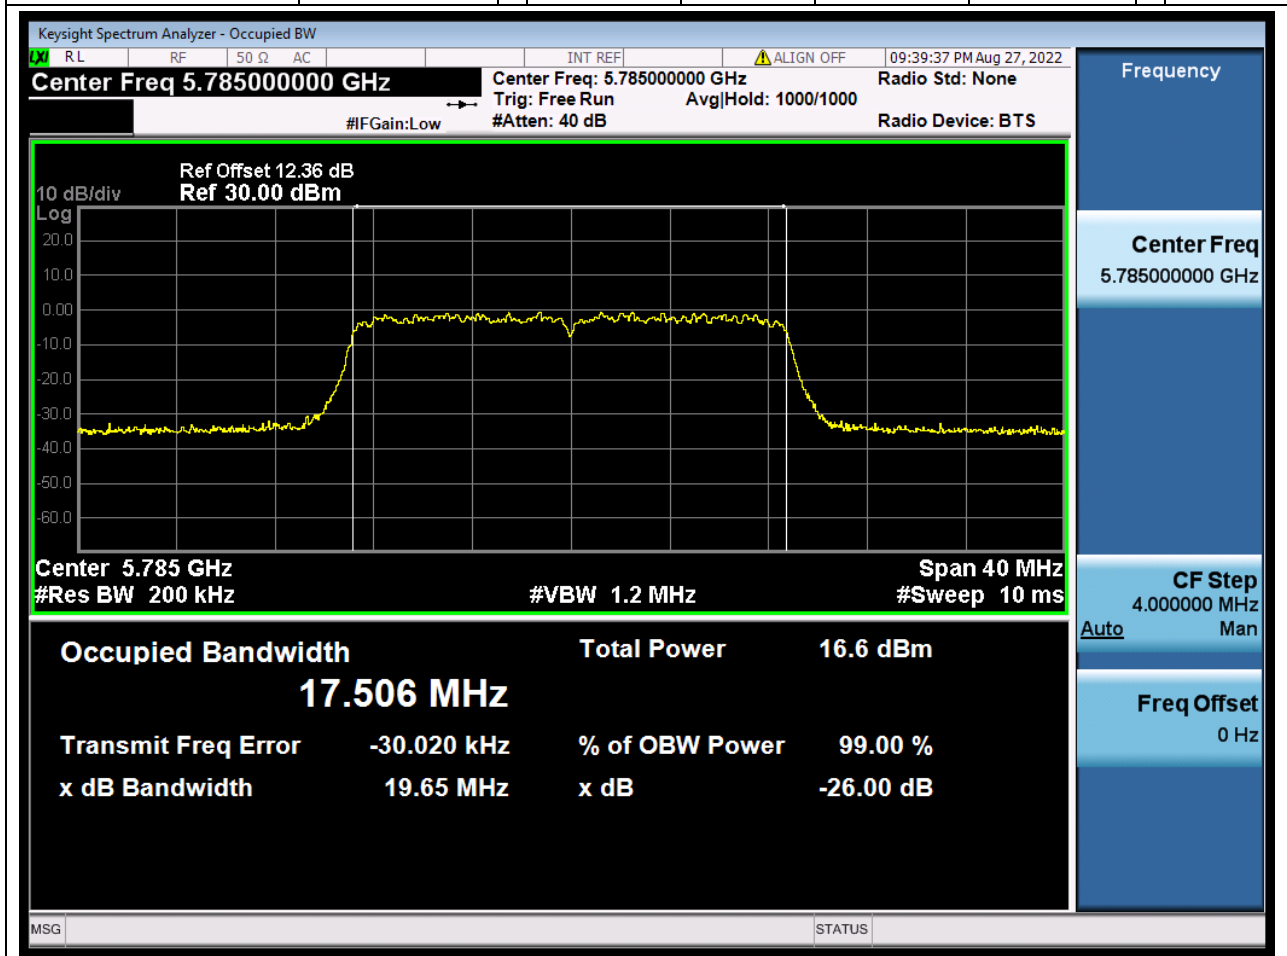 Keysight Spectrum Analyzer - Occupied BW
LXI RL RF 50 Ω AC INT REF ALIGN OFF 09:39:37 PM Aug 27, 2022
Center Freq 5.785000000 GHz
Center Freq: 5.785000000 GHz
Radio Std: None
Trig: Free Run
Avg|Hold: 1000/1000
#IFGain:Low
#Atten: 40 dB
Radio Device: BTS
Ref Offset 12.36 dB
10 dB/div
Ref 30.00 dBm
Log
20.0
10.0
0.00
-10.0
-20.0
-30.0
-40.0
-50.0
-60.0
Center 5.785 GHz
Span 40 MHz
#Res BW 200 kHz
#VBW 1.2 MHz
#Sweep 10 ms
Occupied Bandwidth
17.506 MHz
Total Power 16.6 dBm
Transmit Freq Error -30.020 kHz
% of OBW Power 99.00 %
x dB Bandwidth 19.65 MHz
x dB -26.00 dB
Frequency
Center Freq
5.785000000 GHz
CF Step
4.000000 MHz
Auto Man
Freq Offset
0 Hz
MSG
STATUS